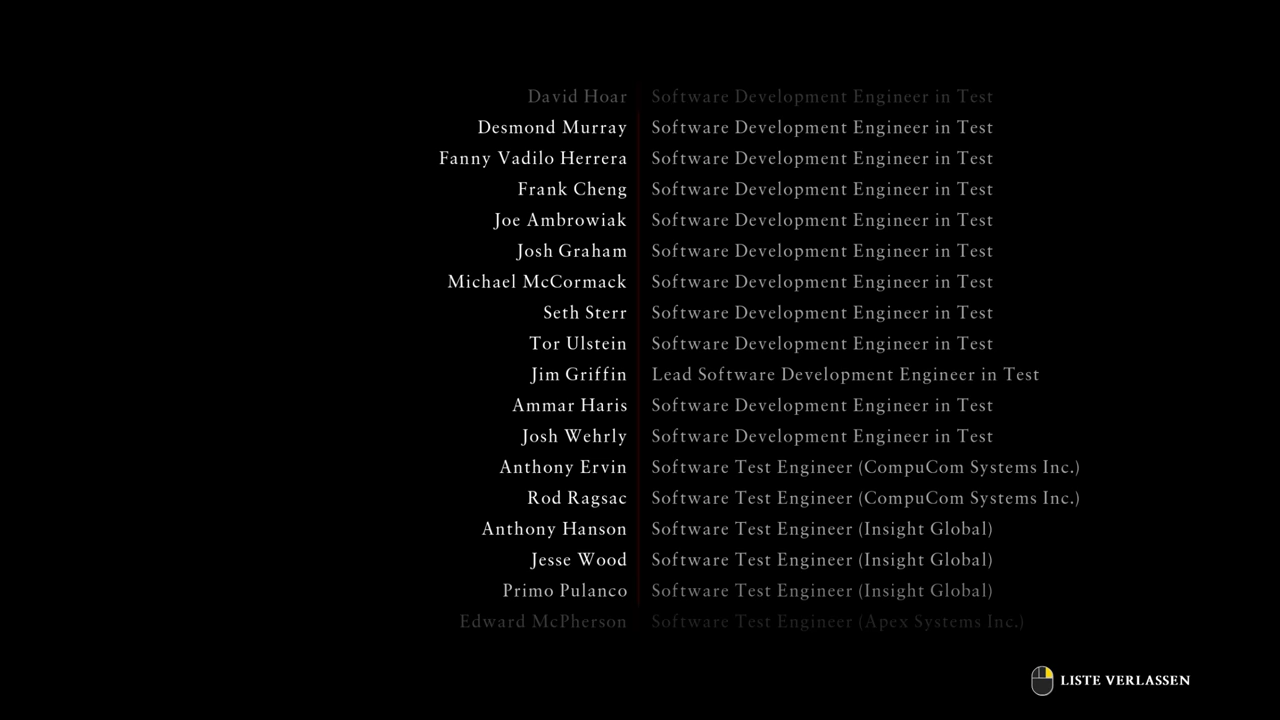 David Hoar Software Development Engineer in Test
Desmond Murray Software Development Engineer in Test
Fanny Vadilo Herrera Software Development Engineer in Test
Frank Cheng Software Development Engineer in Test
Joe Ambrowiak Software Development Engineer in Test
Josh Graham Software Development Engineer in Test
Michael McCormack Software Development Engineer in Test
Seth Sterr Software Development Engineer in Test
Tor Ulstein Software Development Engineer in Test
Jim Griffin Lead Software Development Engineer in Test
Ammar Haris Software Development Engineer in Test
Josh Wehrly Software Development Engineer in Test
Anthony Ervin Software Test Engineer (CompuCom Systems Inc.)
Rod Ragsac Software Test Engineer (CompuCom Systems Inc.)
Anthony Hanson Software Test Engineer (Insight Global)
Jesse Wood Software Test Engineer (Insight Global)
Primo Pulanco Software Test Engineer (Insight Global)
Edward McPherson Software Test Engineer (Apex Systems Inc.)
LISTE VERLASSEN